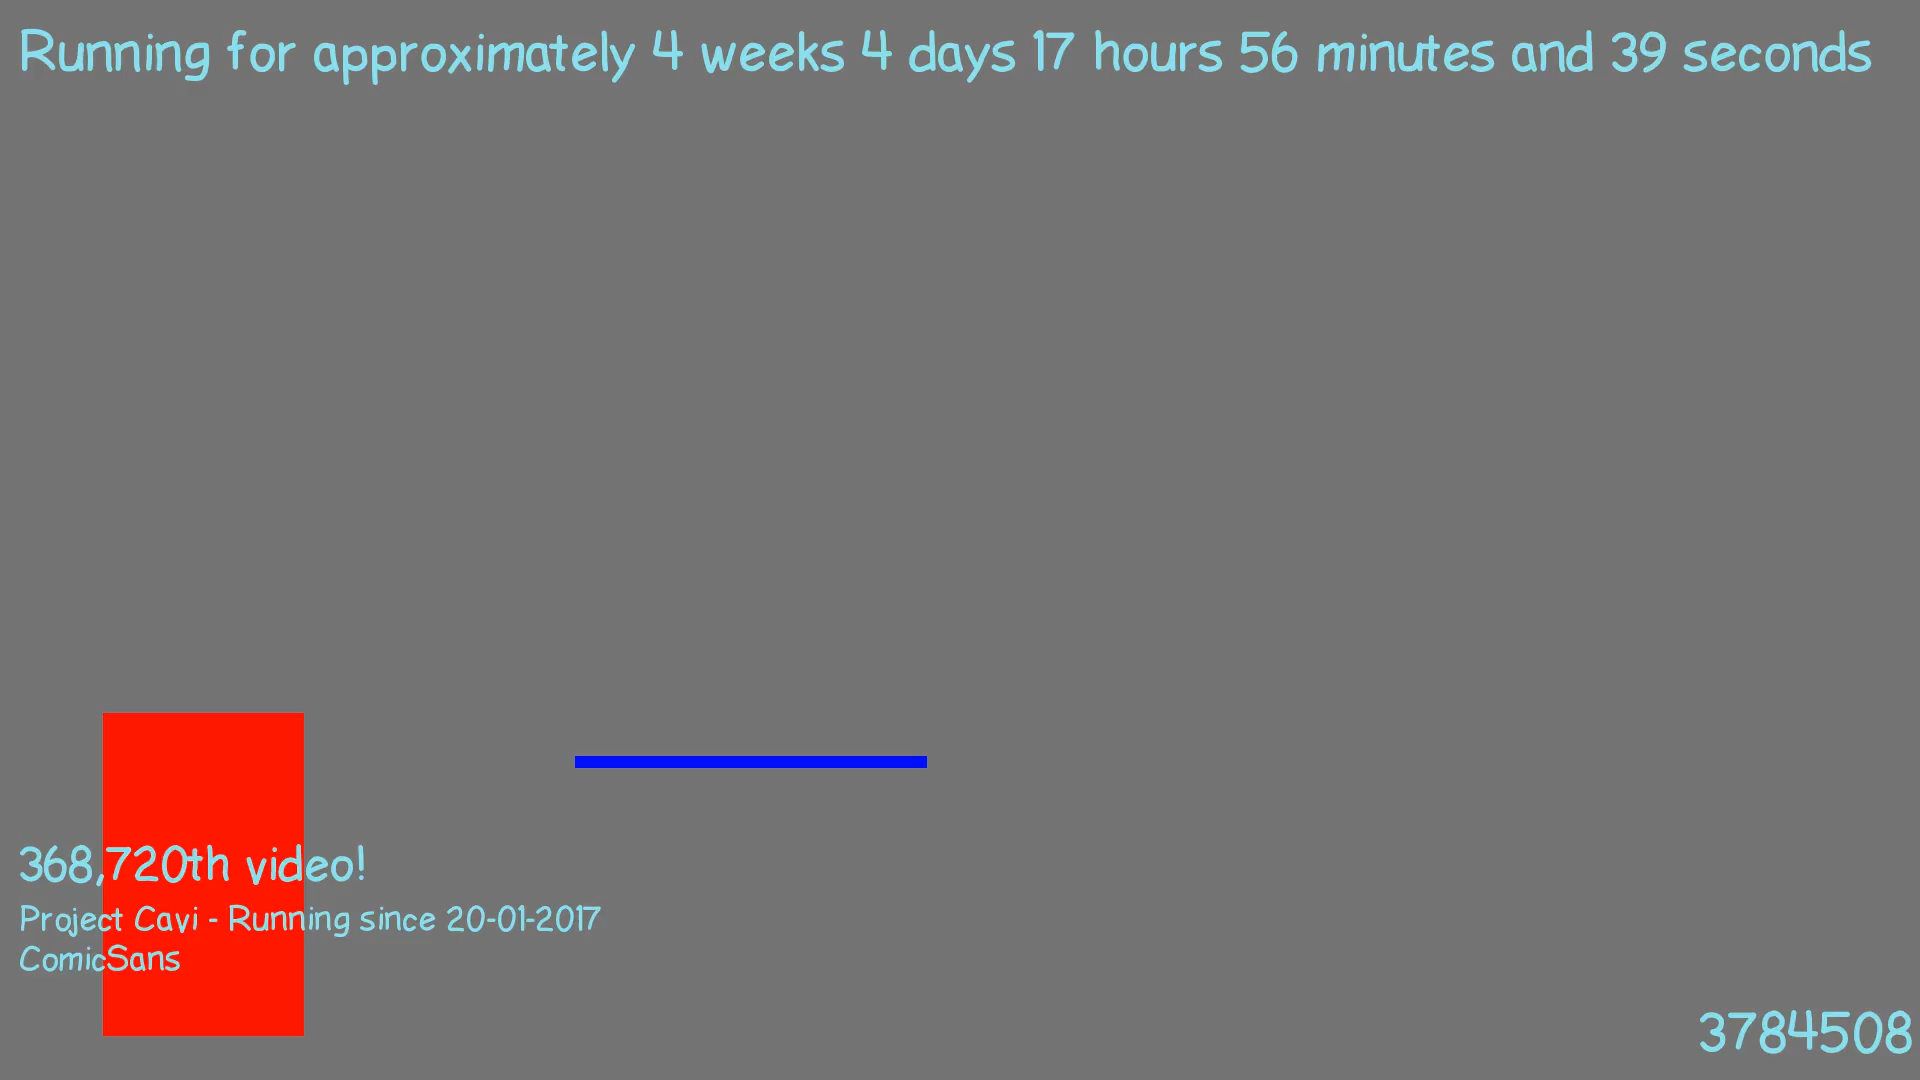 Running for approximately 4 weeks 4 days 17 hours 56 minutes and 39 seconds
368,720th video!
Project Cavi - Running since 20-01-2017
ComicSans
3784508